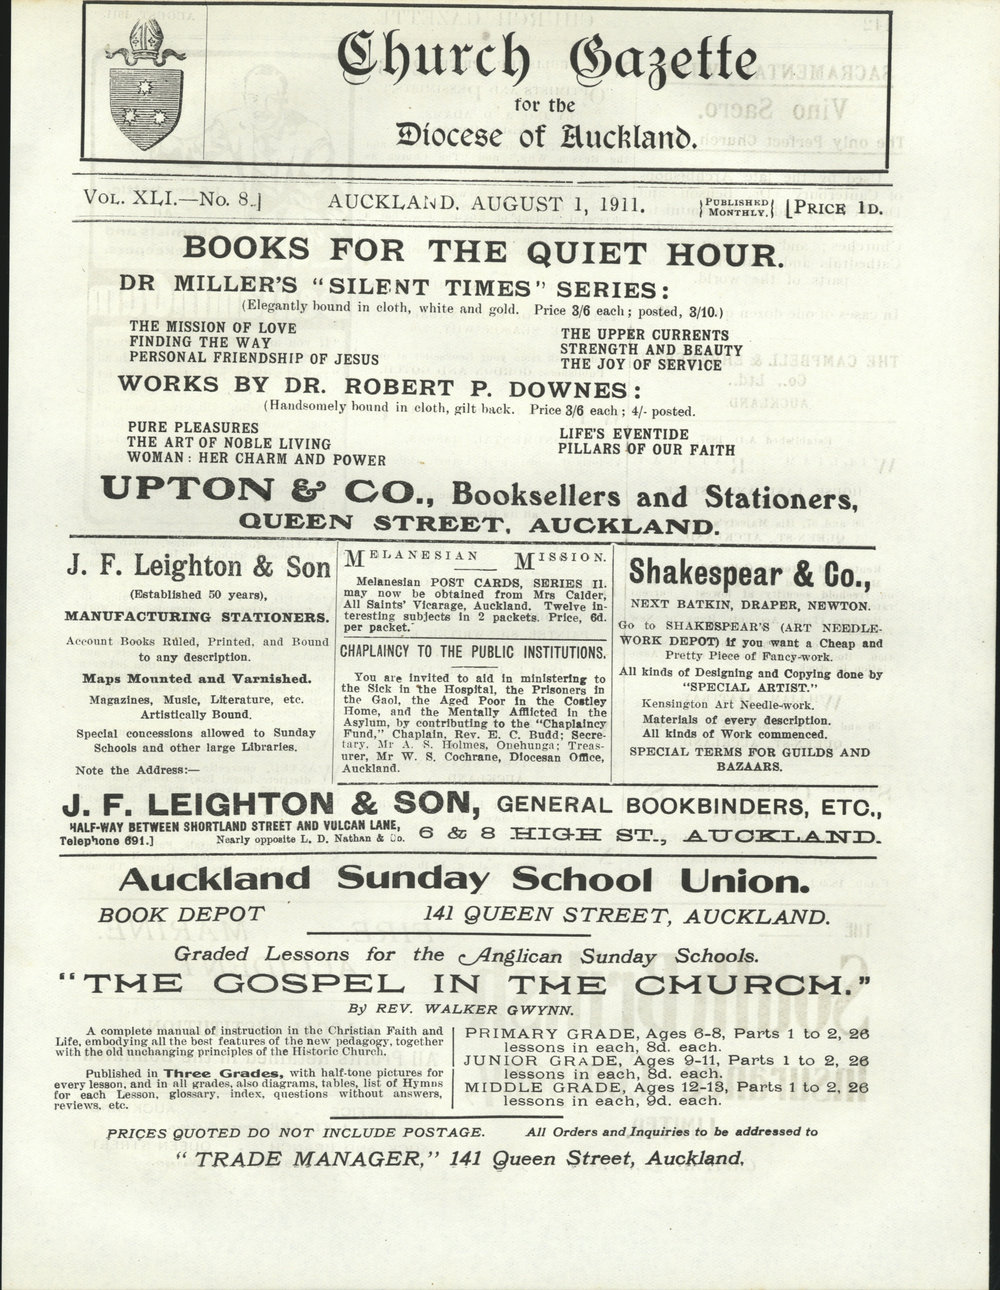 Church Gazette
for the
Diocese of Auckland.
VOL. XLI.—No. 8.] AUCKLAND, AUGUST 1, 1911. }PUBLISHED MONTHLY.{ [PRICE 1D.
BOOKS FOR THE QUIET HOUR.
DR MILLER'S "SILENT TIMES" SERIES:
(Elegantly bound in cloth, white and gold. Price 3/6 each; posted, 3/10.)
THE MISSION OF LOVE
FINDING THE WAY
PERSONAL FRIENDSHIP OF JESUS
THE UPPER CURRENTS
STRENGTH AND BEAUTY
THE JOY OF SERVICE
WORKS BY DR. ROBERT P. DOWNES:
(Handsomely bound in cloth, gilt back. Price 3/6 each; 4/- posted.
PURE PLEASURES
THE ART OF NOBLE LIVING
WOMAN: HER CHARM AND POWER
LIFE'S EVENTIDE
PILLARS OF OUR FAITH
UPTON & CO., Booksellers and Stationers,
QUEEN STREET, AUCKLAND.
J. F. Leighton & Son
(Established 50 years),
MANUFACTURING STATIONERS.
Account Books Rúled, Printed, and Bound
to any description.
Maps Mounted and Varnished.
Magazines, Music, Literature, etc.
Artistically Bound.
Special concessions allowed to Sunday
Schools and other large Libraries.
Note the Address:—
MELANESIAN MISSION.
Melanesian POST CARDS, SERIES II.
may now be obtained from Mrs Calder,
All Saints' Vicarage, Auckland. Twelve in-
teresting subjects in 2 packets. Price, 6d.
per packet.
CHAPLAINCY TO THE PUBLIC INSTITUTIONS.
You are invited to aid in ministering to
the Sick in the Hospital, the Prisoners in
the Gaol, the Aged Poor in the Costley
Home, and the Mentally Afflicted in the
Asylum, by contributing to the "Chaplaincy
Fund," Chaplain, Rev. E. C. Budd; Secre-
tary, Mr A. S. Holmes, Onehunga; Treas-
urer, Mr W. S. Cochrane, Diocesan Office,
Auckland.
Shakespear & Co.,
NEXT BATKIN, DRAPER, NEWTON.
Go to SHAKESPEAR'S (ART NEEDLE-
WORK DEPOT) if you want a Cheap and
Pretty Piece of Fancy-work.
All kinds of Designing and Copying done by
"SPECIAL ARTIST."
Kensington Art Needle-work.
Materials of every description.
All kinds of Work commenced.
SPECIAL TERMS FOR GUILDS AND
BAZAARS.
J. F. LEIGHTON & SON, GENERAL BOOKBINDERS, ETC.,
HALF-WAY BETWEEN SHORTLAND STREET AND VULCAN LANE,
Telephone 691.] Nearly opposite L. D. Nathan & Co.
6 & 8 HIGH ST., AUCKLAND.
Auckland Sunday School Union.
BOOK DEPOT 141 QUEEN STREET, AUCKLAND.
Graded Lessons for the Anglican Sunday Schools.
"THE GOSPEL IN THE CHURCH."
By REV. WALKER GWYNN.
A complete manual of instruction in the Christian Faith and
Life, embodying all the best features of the new pedagogy, together
with the old unchanging principles of the Historic Church.
Published in Three Grades, with half-tone pictures for
every lesson, and in all grades, also diagrams, tables, list of Hymns
for each Lesson, glossary, index, questions without answers,
reviews, etc.
PRIMARY GRADE, Ages 6-8, Parts 1 to 2, 26
lessons in each, 8d. each.
JUNIOR GRADE, Ages 9-11, Parts 1 to 2, 26
lessons in each, 8d. each.
MIDDLE GRADE, Ages 12-13, Parts 1 to 2, 26
lessons in each, 9d. each.
PRICES QUOTED DO NOT INCLUDE POSTAGE. All Orders and Inquiries to be addressed to
"TRADE MANAGER," 141 Queen Street, Auckland.